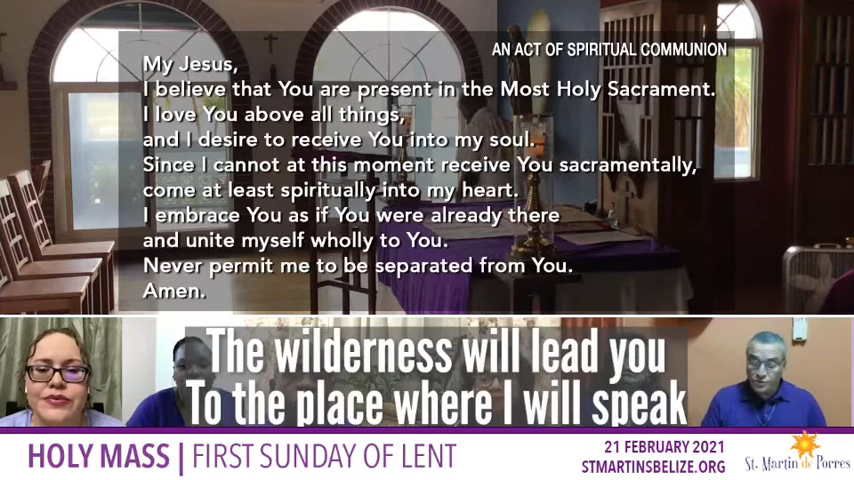 AN ACT OF SPIRITUAL COMMUNION
My Jesus,
I believe that You are present in the Most Holy Sacrament.
I love You above all things,
and I desire to receive You into my soul.
Since I cannot at this moment receive You sacramentally,
come at least spiritually into my heart.
I embrace You as if You were already there
and unite myself wholly to You.
Never permit me to be separated from You.
Amen.
The wilderness will lead you
To the place where I will speak
HOLY MASS | FIRST SUNDAY OF LENT
21 FEBRUARY 2021
STMARTINSBELIZE.ORG
St. Martin de Porres